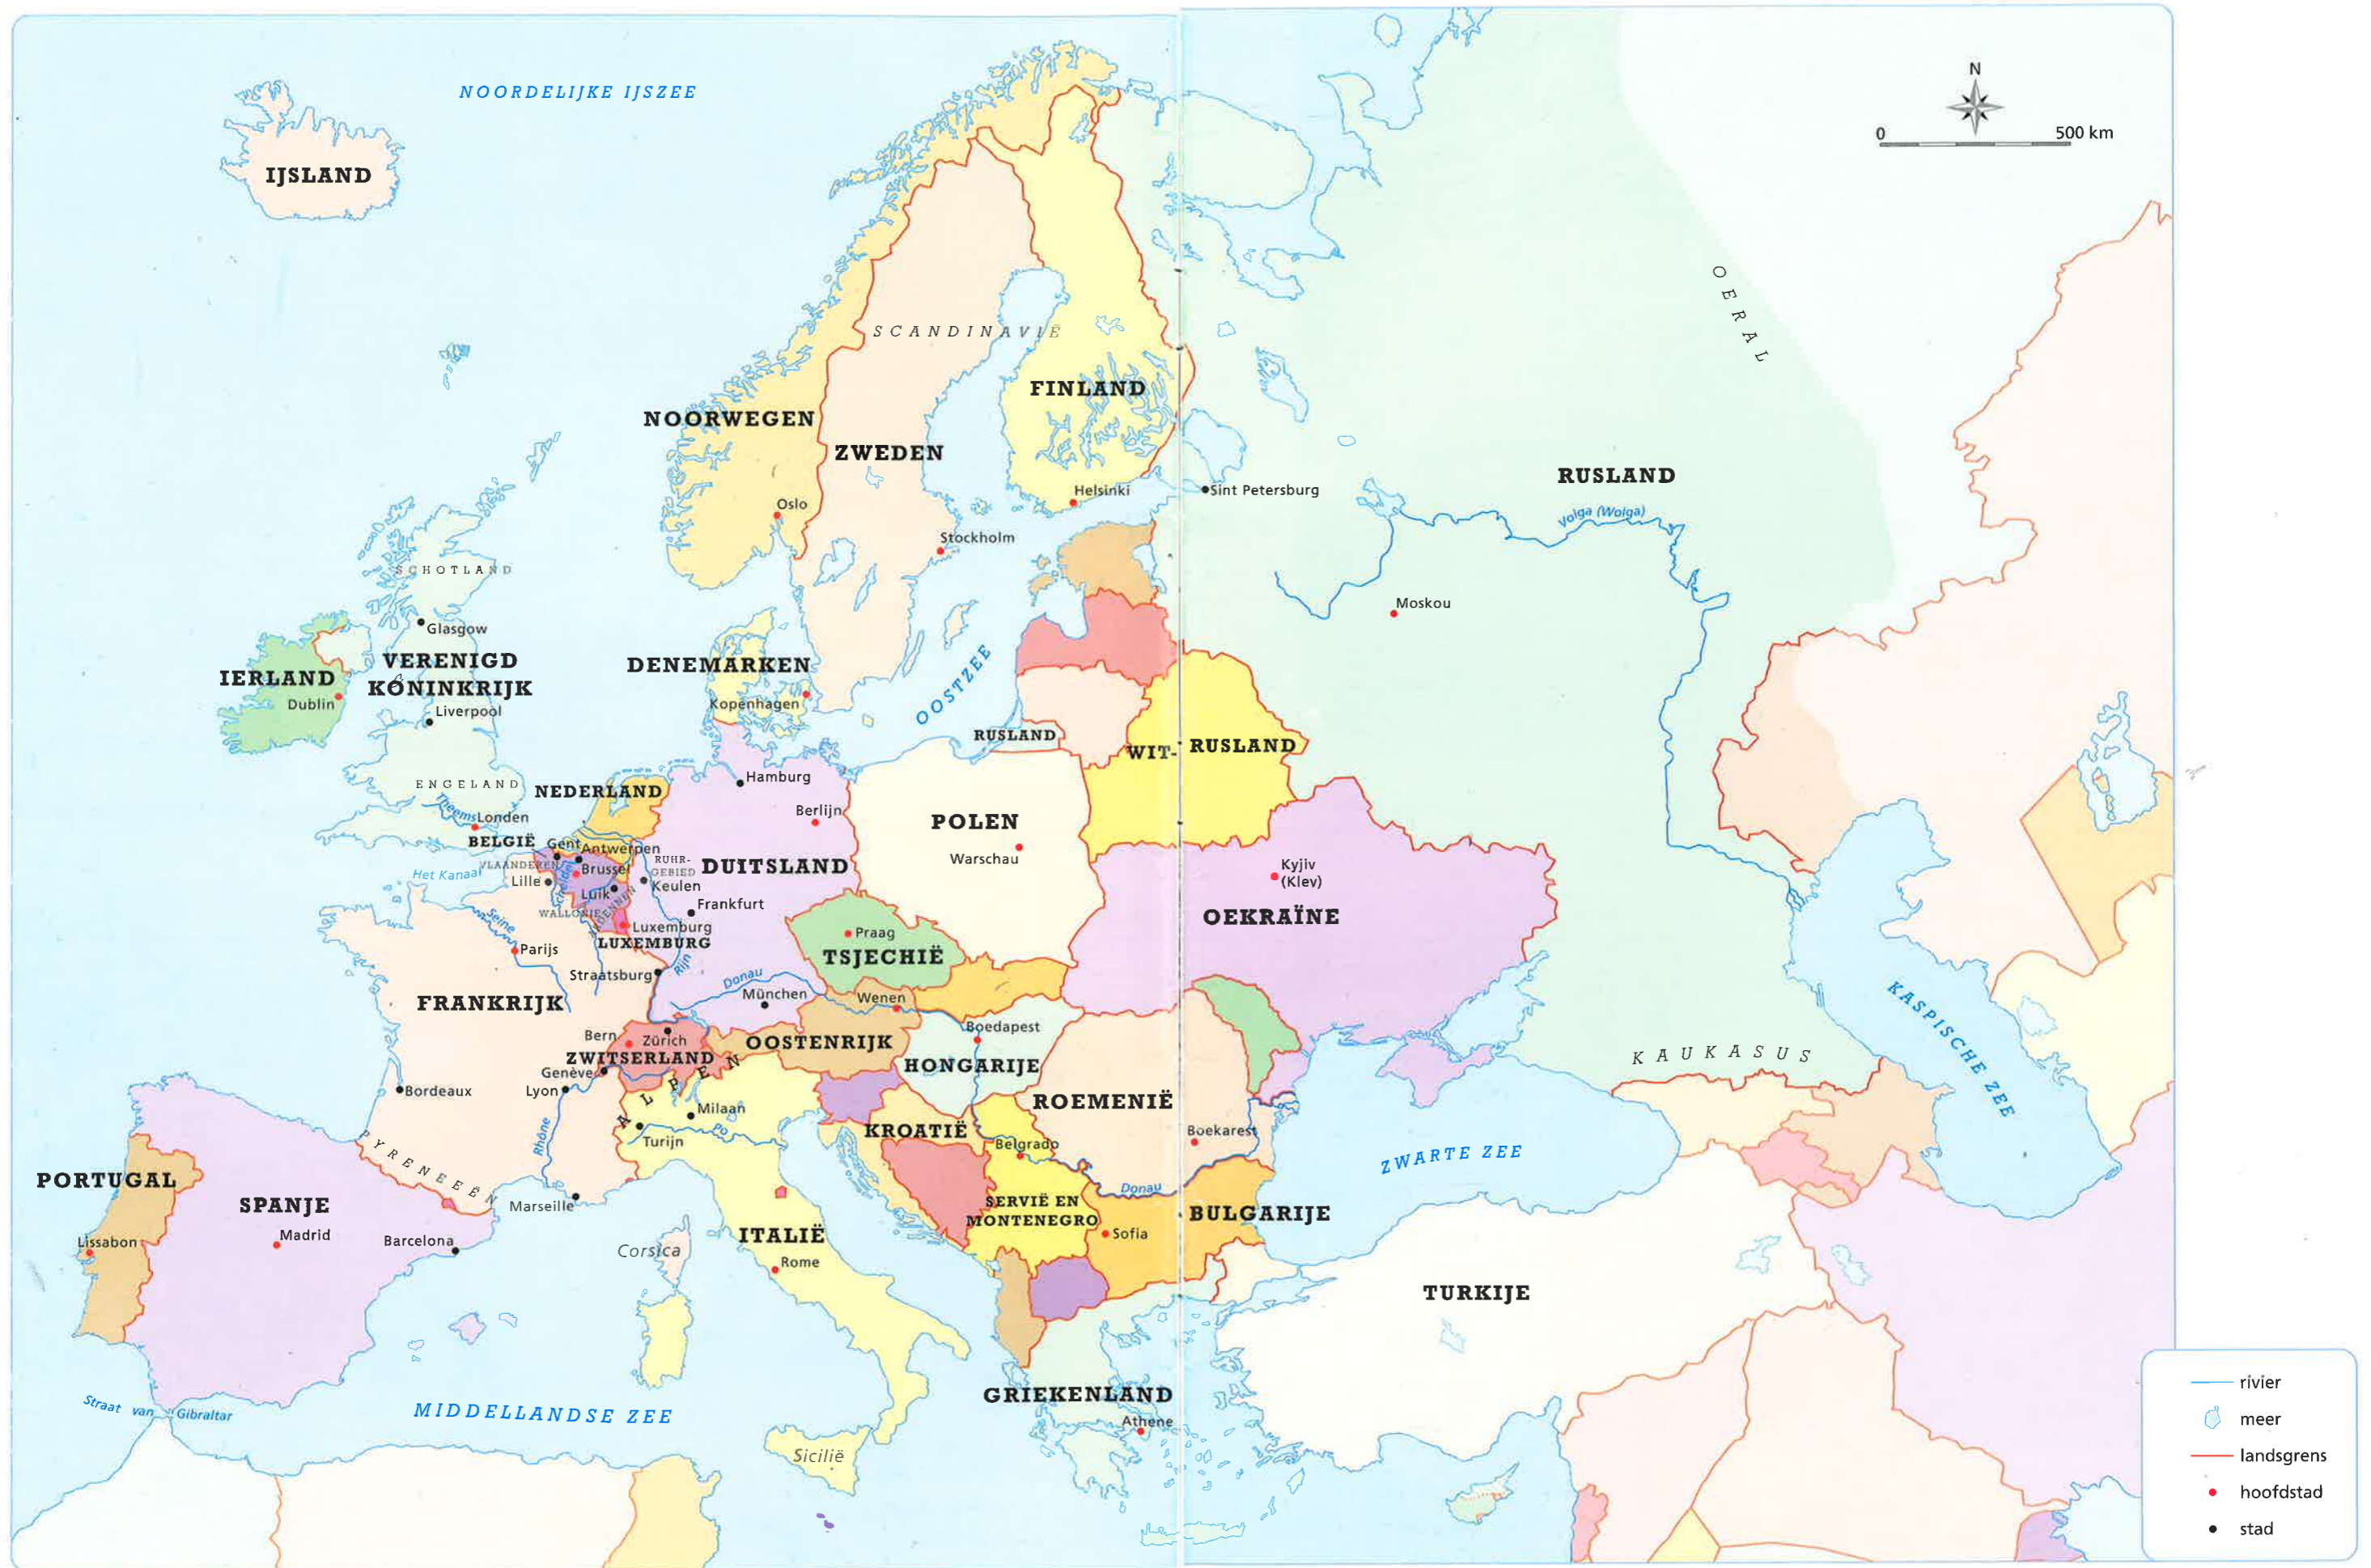 NOORDELIJKE IJSZEE
N
0
500 km
IJSLAND
OERAL
SCANDINAVIË
FINLAND
NOORWEGEN
ZWEDEN
RUSLAND
Helsinki
Sint Petersburg
Oslo
Volga (Wolga)
Stockholm
SCHOTLAND
Moskou
Glasgow
VERENIGD
KONINKRIJK
IERLAND
Dublin
Liverpool
DENEMARKEN
Kopenhagen
OOSTZEE
RUSLAND
WIT-
RUSLAND
ENGELAND
NEDERLAND
Hamburg
Theems
Londen
Berlijn
POLEN
BELGIË
Gent
Antwerpen
Warschau
VLAANDEREN
RUHR-
GEBIED
DUITSLAND
Het Kanaal
Lille
Schelde
Brussel
Luik
Keulen
Kyjiv
(Klev)
WALLONIE
ARDENNEN
Frankfurt
OEKRAÏNE
Seine
Luxemburg
LUXEMBURG
Praag
TSJECHIË
Parijs
Straatsburg
Rijn
Donau
München
Wenen
FRANKRIJK
KASPISCHE ZEE
Bern
Zürich
OOSTENRIJK
Boedapest
ZWITSERLAND
HONGARIJE
KAUKASUS
Genève
Lyon
ALPEN
Bordeaux
ROEMENIË
Milaan
Po
Turijn
Rhône
KROATIË
Belgrado
Boekarest
PYRENEEËN
ZWARTE ZEE
PORTUGAL
SPANJE
Marseille
Donau
SERVIË EN
MONTENEGRO
BULGARIJE
Madrid
Barcelona
Lissabon
Corsica
ITALIË
Sofia
Rome
TURKIJE
Straat van Gibraltar
MIDDELLANDSE ZEE
GRIEKENLAND
Athene
Sicilië
rivier
meer
landsgrens
hoofdstad
stad